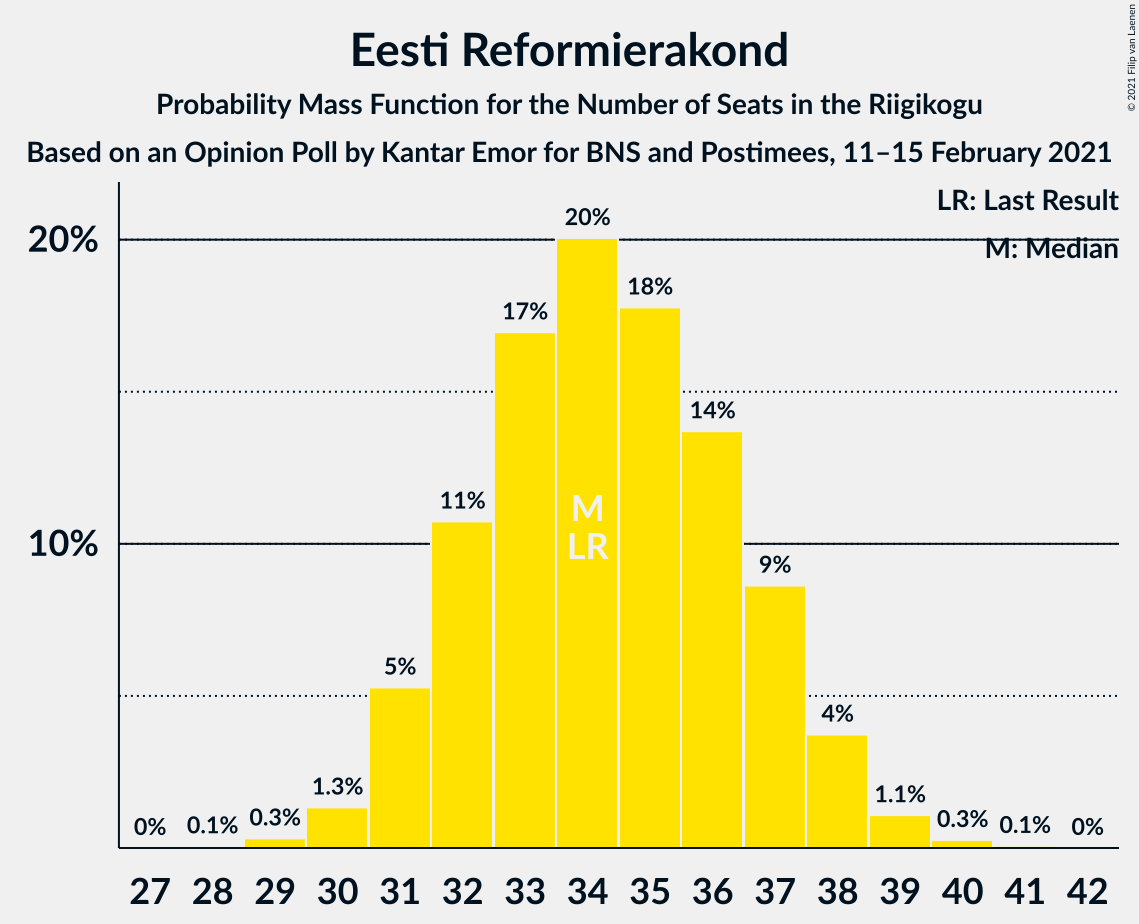 Eesti Reformierakond
Probability Mass Function for the Number of Seats in the Riigikogu
Based on an Opinion Poll by Kantar Emor for BNS and Postimees, 11–15 February 2021
© 2021 Filip van Laenen
LR: Last Result
M: Median
20%
10%
0%
0.1%
0.3%
1.3%
5%
11%
17%
20%
18%
14%
9%
4%
1.1%
0.3%
0.1%
0%
M
LR
27 28 29 30 31 32 33 34 35 36 37 38 39 40 41 42